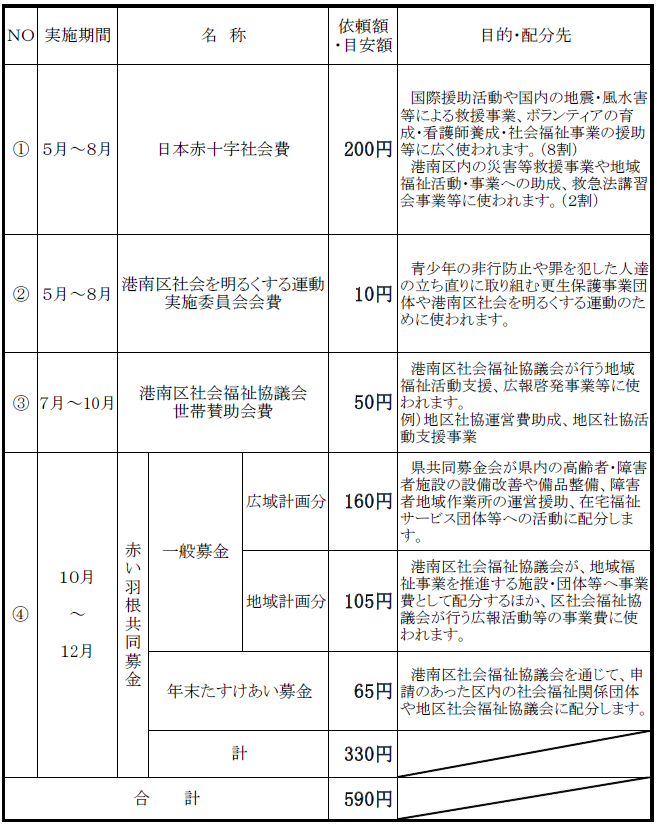 NO
実施期間
名 称
依頼額
・目安額
目的・配分先
①
5月～8月
日本赤十字社会費
200円
国際援助活動や国内の地震・風水害
等による救援事業、ボランティアの育
成・看護師養成・社会福祉事業の援助
等に広く使われます。（8割）
港南区内の災害等救援事業や地域
福祉活動・事業への助成、救急法講習
会事業等に使われます。（2割）
②
5月～8月
港南区社会を明るくする運動
実施委員会会費
10円
青少年の非行防止や罪を犯した人達
の立ち直りに取り組む更生保護事業団
体や港南区社会を明るくする運動のた
めに使われます。
③
7月～10月
港南区社会福祉協議会
世帯賛助会費
50円
港南区社会福祉協議会が行う地域
福祉活動支援、広報啓発事業等に使
われます。
例）地区社協運営費助成、地区社協活
動支援事業
④
10月
～
12月
赤い羽根共同募金
一般募金
広域計画分
160円
県共同募金会が県内の高齢者・障害
者施設の設備改善や備品整備、障害
者地域作業所の運営援助、在宅福祉
サービス団体等への活動に配分しま
す。
地域計画分
105円
港南区社会福祉協議会が、地域福
祉事業を推進する施設・団体等へ事業
費として配分するほか、区社会福祉協
議会が行う広報活動等の事業費に使
われます。
年末たすけあい募金
65円
港南区社会福祉協議会を通じて、申
請のあった区内の社会福祉関係団体
や地区社会福祉協議会に配分します。
計
330円
合 計
590円